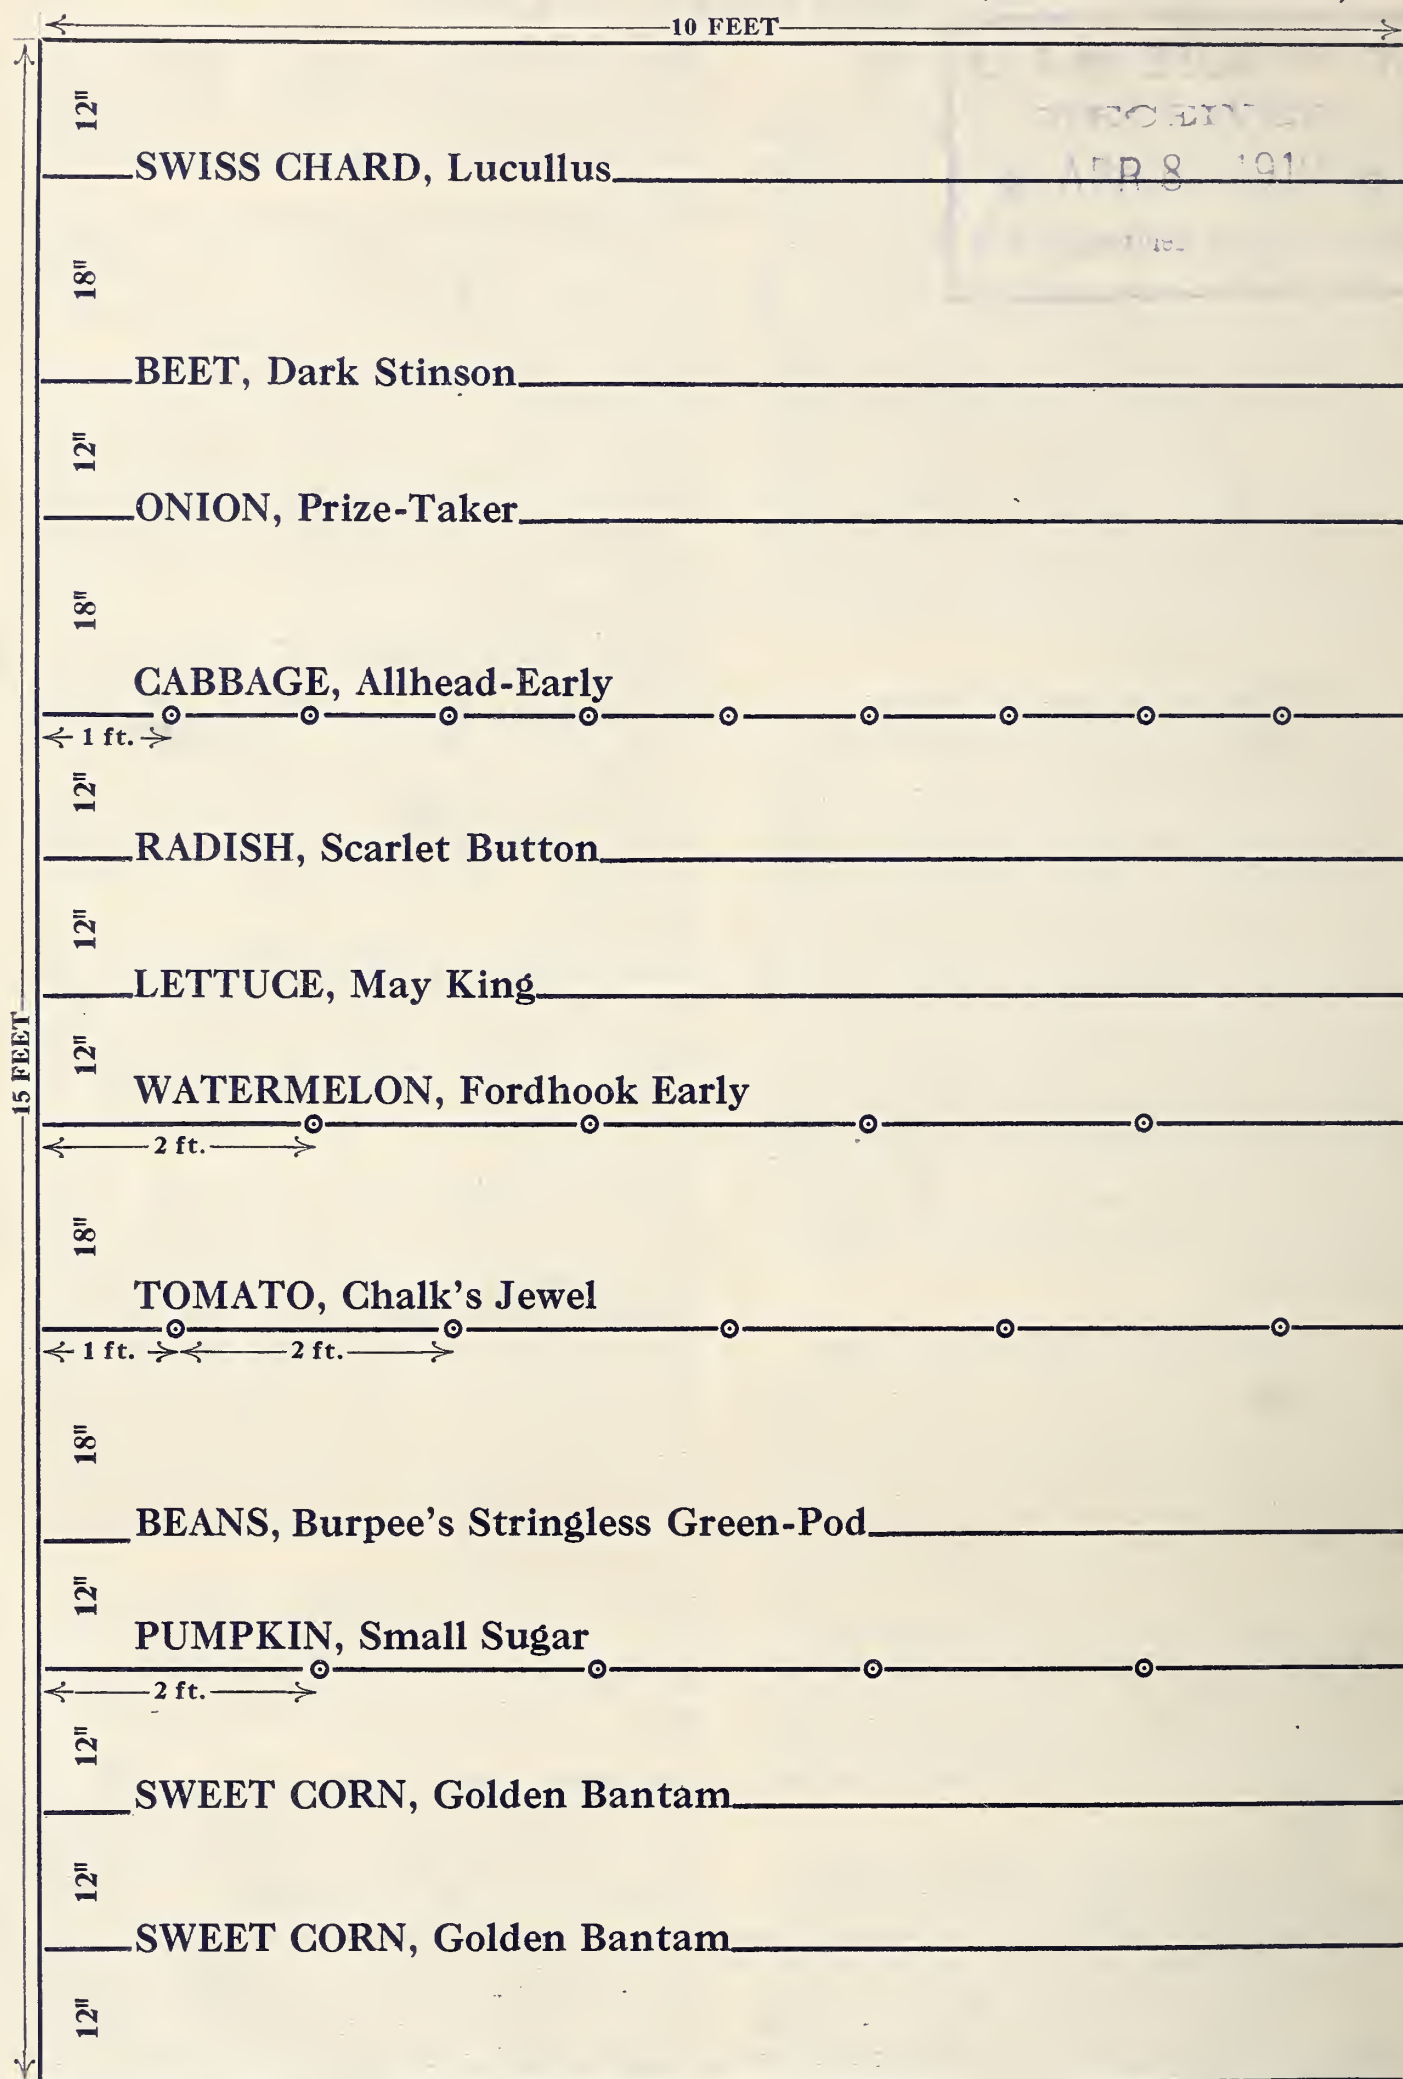 10 FEET
12"
SWISS CHARD, Lucullus
APR 8
18"
BEET, Dark Stinson
12"
ONION, Prize-Taker
18"
CABBAGE, Allhead-Early
1 ft.
12"
RADISH, Scarlet Button
12"
LETTUCE, May King
15 FEET
12"
WATERMELON, Fordhook Early
2 ft.
18"
TOMATO, Chalk's Jewel
1 ft. 2 ft.
18"
BEANS, Burpee's Stringless Green-Pod
12"
PUMPKIN, Small Sugar
2 ft.
12"
SWEET CORN, Golden Bantam
12"
SWEET CORN, Golden Bantam
12"